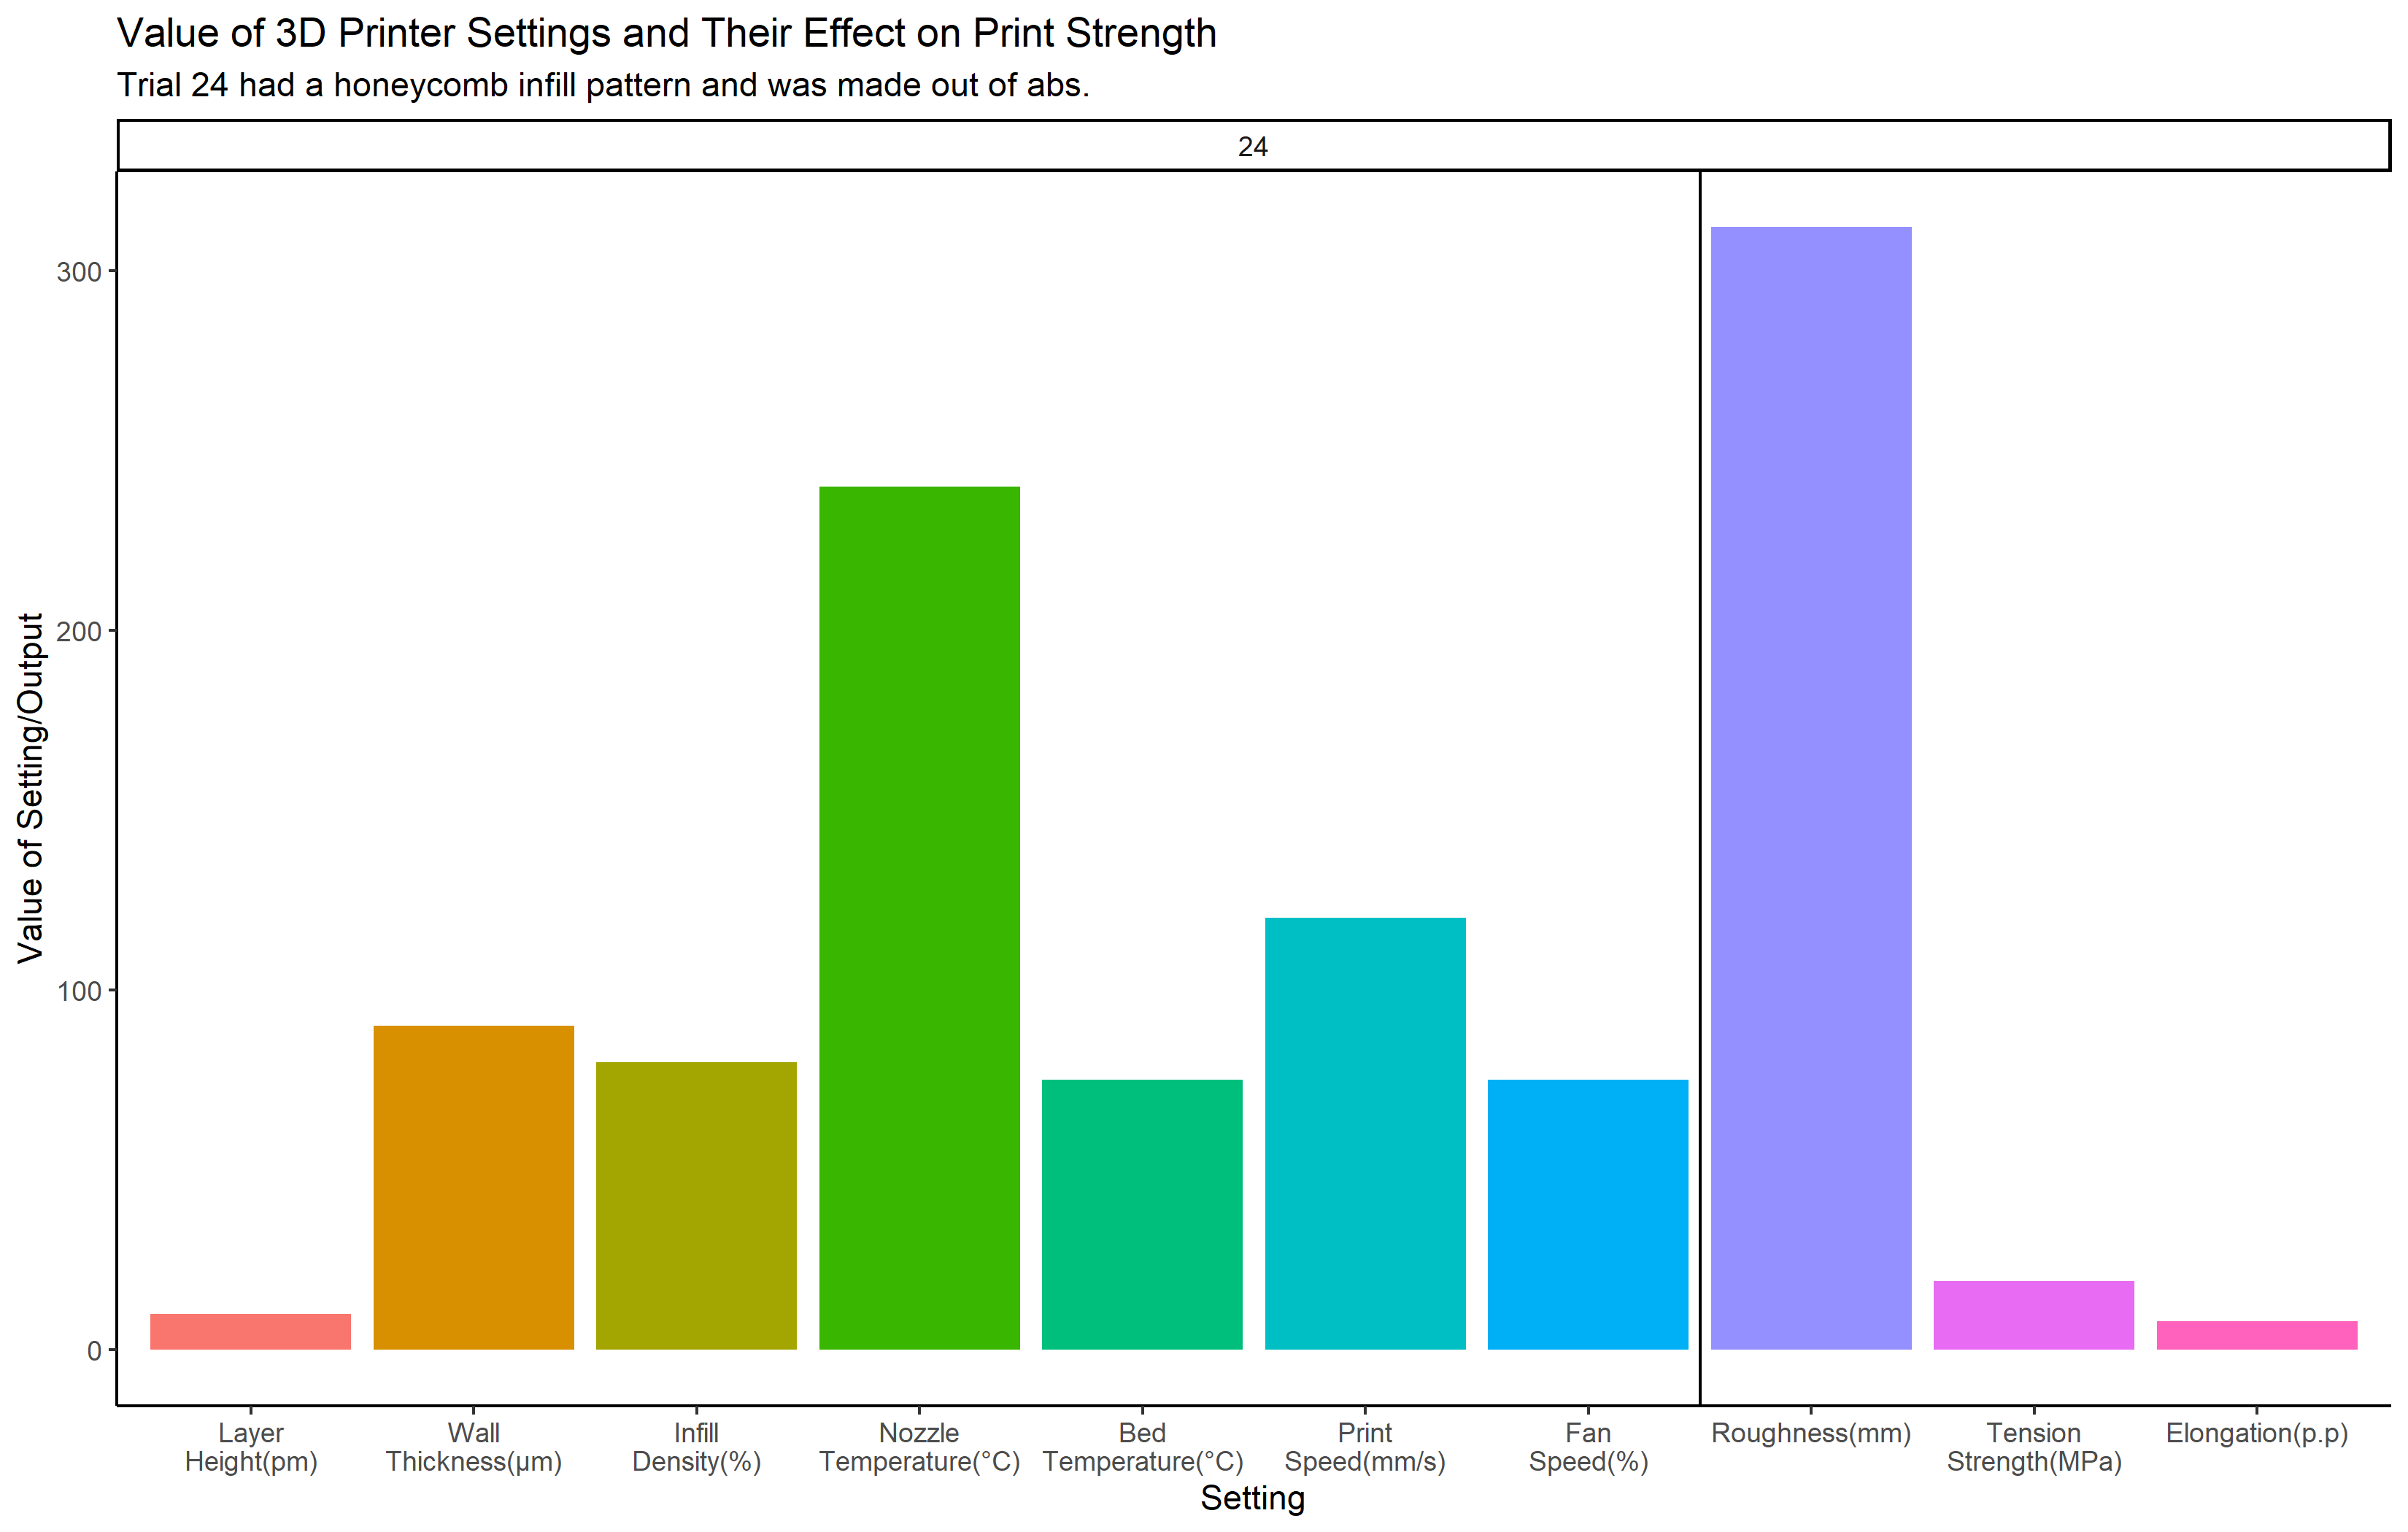 Value of 3D Printer Settings and Their Effect on Print Strength
Trial 24 had a honeycomb infill pattern and was made out of abs.
24
Value of Setting/Output
300
200
100
0
Layer
Height(pm)
Wall
Thickness(µm)
Infill
Density(%)
Nozzle
Temperature(°C)
Bed
Temperature(°C)
Print
Speed(mm/s)
Fan
Speed(%)
Roughness(mm)
Tension
Strength(MPa)
Elongation(p.p)
Setting